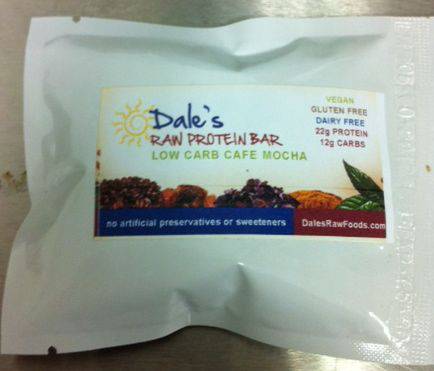 Dale's
RAW PROTEIN BAR
LOW CARB CAFE MOCHA
VEGAN
GLUTEN FREE
DAIRY FREE
22g PROTEIN
12g CARBS
no artificial preservatives or sweeteners
DalesRawFoods.com